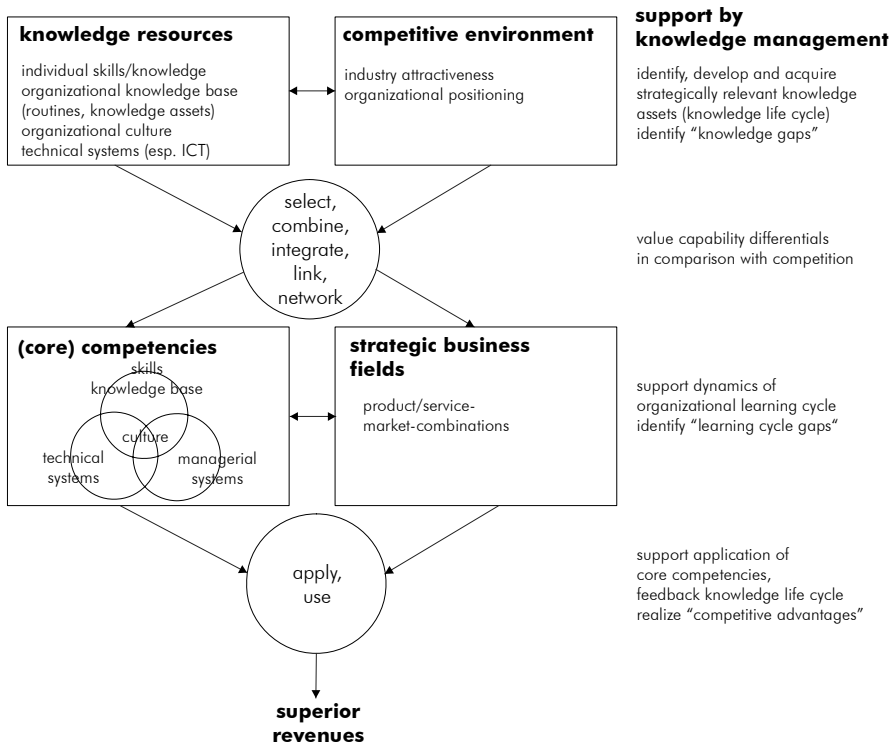 knowledge resources
individual skills/knowledge
organizational knowledge base
(routines, knowledge assets)
organizational culture
technical systems (esp. ICT)
competitive environment
industry attractiveness
organizational positioning
support by
knowledge management
identify, develop and acquire
strategically relevant knowledge
assets (knowledge life cycle)
identify “knowledge gaps”
select,
combine,
integrate,
link,
network
value capability differentials
in comparison with competition
(core) competencies
skills
knowledge base
culture
technical
systems
managerial
systems
strategic business
fields
product/service-
market-combinations
support dynamics of
organizational learning cycle
identify “learning cycle gaps“
apply,
use
support application of
core competencies,
feedback knowledge life cycle
realize “competitive advantages”
superior
revenues